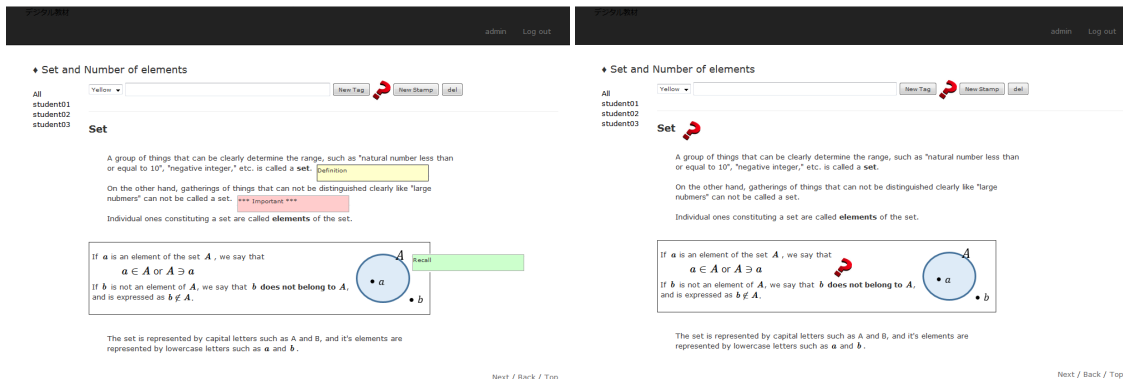 デジタル教材
admin Log out
♦ Set and Number of elements
All
student01
student02
student03
Yellow New Tag New Stamp del
Set
A group of things that can be clearly determine the range, such as "natural number less than
or equal to 10", "negative integer," etc. is called a set. Definition
On the other hand, gatherings of things that can not be distinguished clearly like "large
nubmers" can not be called a set. *** Important ***
Individual ones constituting a set are called elements of the set.
If a is an element of the set A , we say that
a ∈ A or A ∋ a
If b is not an element of A, we say that b does not belong to A,
and is expressed as b ∉ A.
A
a
b
Recall
The set is represented by capital letters such as A and B, and it's elements are
represented by lowercase letters such as a and b .
Next / Back / Top
デジタル教材
admin Log out
♦ Set and Number of elements
All
student01
student02
student03
Yellow New Tag ? New Stamp del
Set ?
A group of things that can be clearly determine the range, such as "natural number less than
or equal to 10", "negative integer," etc. is called a set.
On the other hand, gatherings of things that can not be distinguished clearly like "large
nubmers" can not be called a set.
Individual ones constituting a set are called elements of the set.
If a is an element of the set A , we say that
a ∈ A or A ∋ a ?
If b is not an element of A, we say that b does not belong to A,
and is expressed as b ∉ A.
A
a
b
The set is represented by capital letters such as A and B, and it's elements are
represented by lowercase letters such as a and b .
Next / Back / Top